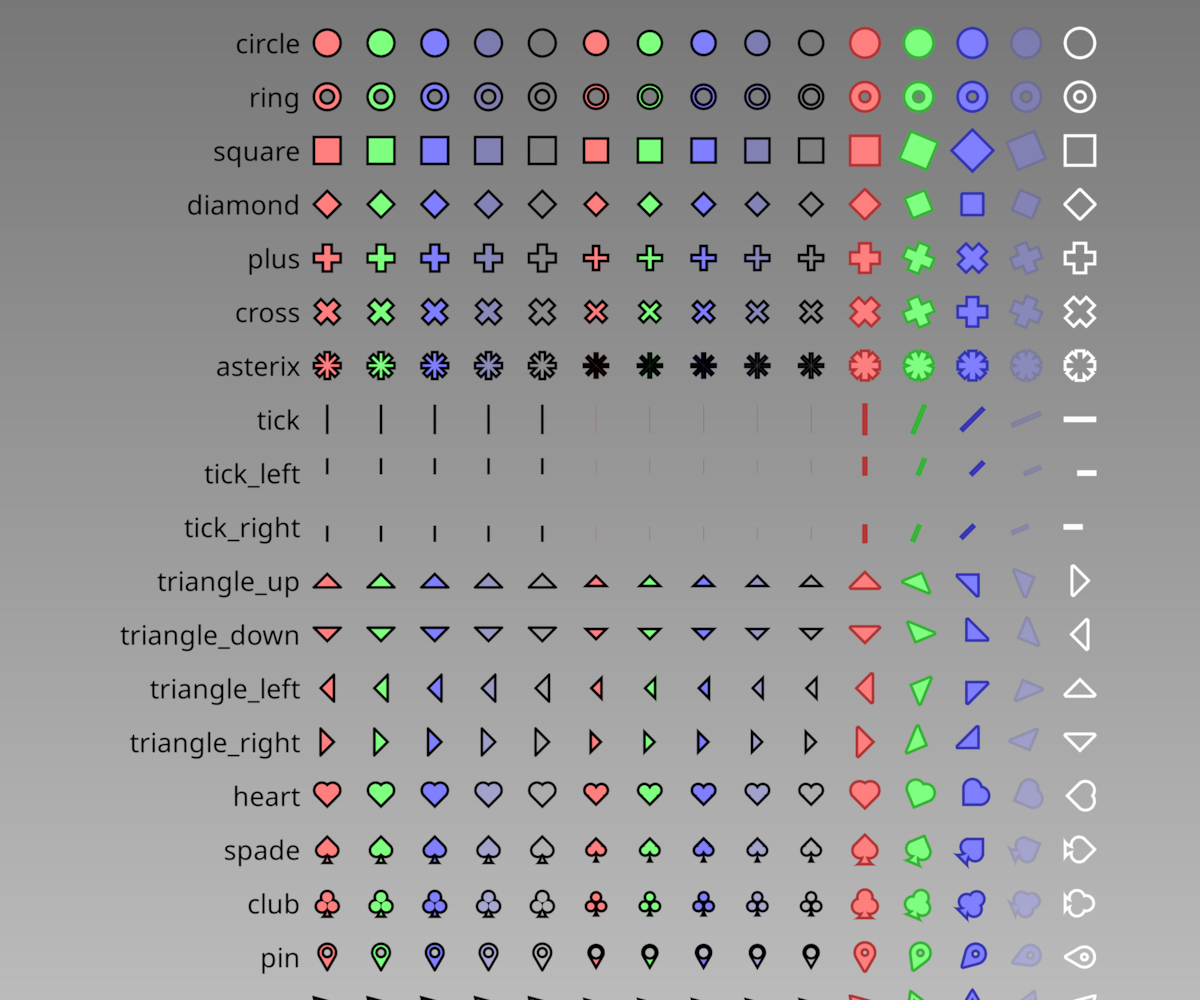 circle
ring
square
diamond
plus
cross
asterix
tick
tick_left
tick_right
triangle_up
triangle_down
triangle_left
triangle_right
heart
spade
club
pin